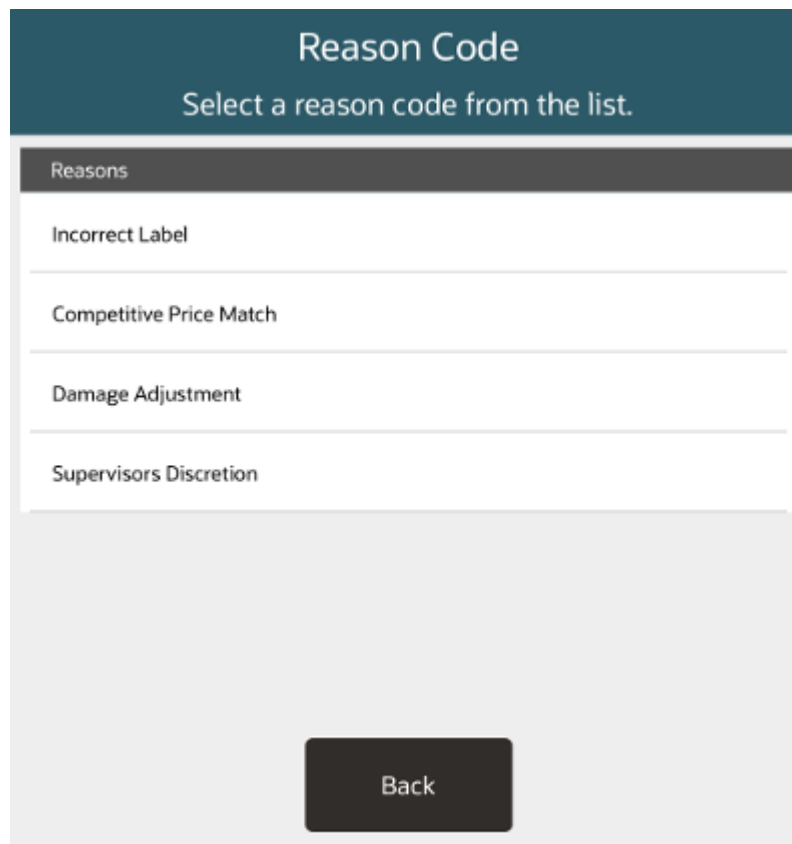 Reason Code
Select a reason code from the list.
Reasons
Incorrect Label
Competitive Price Match
Damage Adjustment
Supervisors Discretion
Back